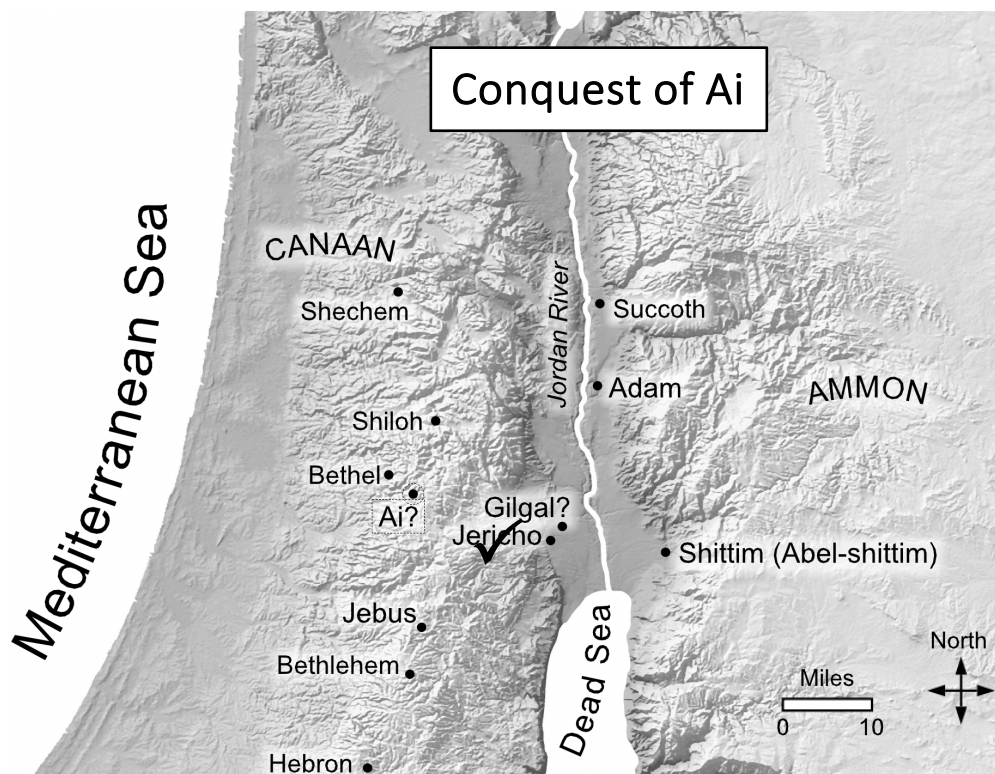 Conquest of Ai
Mediterranean Sea
CANAAN
Shechem
Jordan River
Succoth
Adam
AMMON
Shiloh
Bethel
Ai?
Gilgal?
Jericho
Shittim (Abel-shittim)
Jebus
Bethlehem
Dead Sea
North
Miles
0 10
Hebron